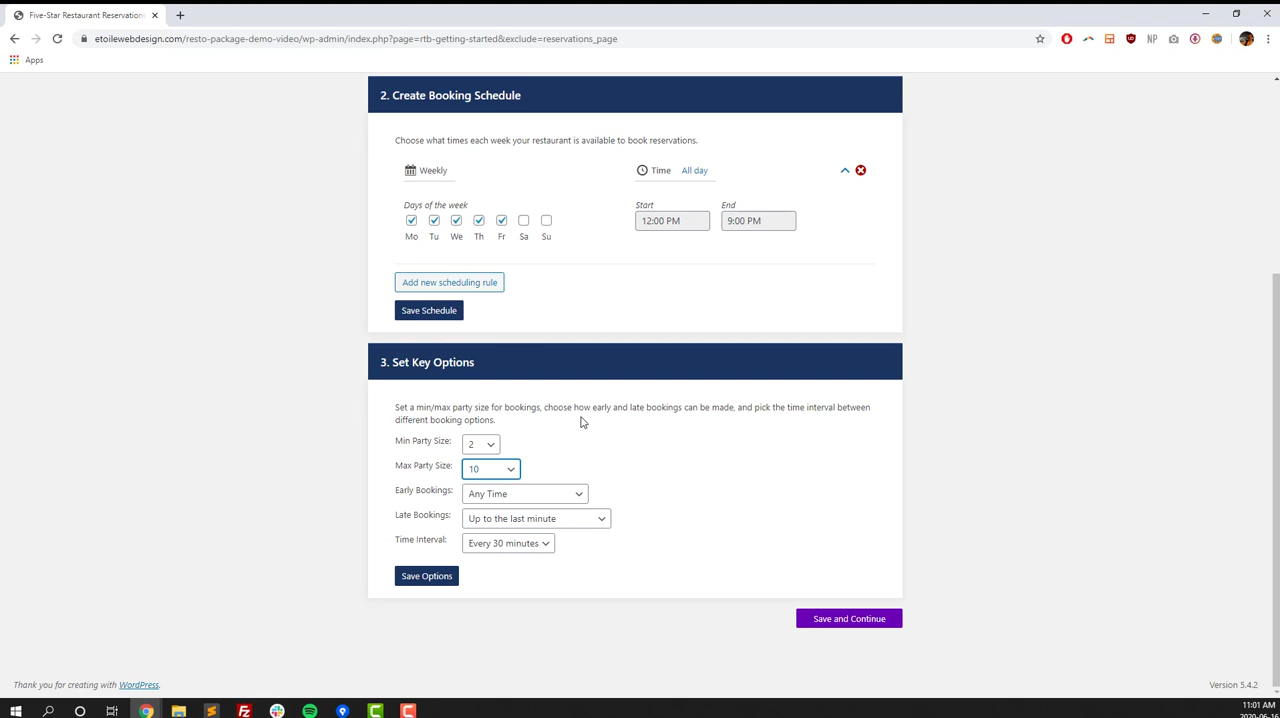 Five-Star Restaurant Reservations
etoilewebdesign.com/resto-package-demo-video/wp-admin/index.php?page=rtb-getting-started&exclude=reservations_page
NP
Apps
2. Create Booking Schedule
Choose what times each week your restaurant is available to book reservations.
Weekly
Time All day
Days of the week
Start End
12:00 PM 9:00 PM
Mo Tu We Th Fr Sa Su
Add new scheduling rule
Save Schedule
3. Set Key Options
Set a min/max party size for bookings, choose how early and late bookings can be made, and pick the time interval between
different booking options.
Min Party Size: 2
Max Party Size: 10
Early Bookings: Any Time
Late Bookings: Up to the last minute
Time Interval: Every 30 minutes
Save Options
Save and Continue
Thank you for creating with WordPress.
Version 5.4.2
11:01 AM
2020-06-16